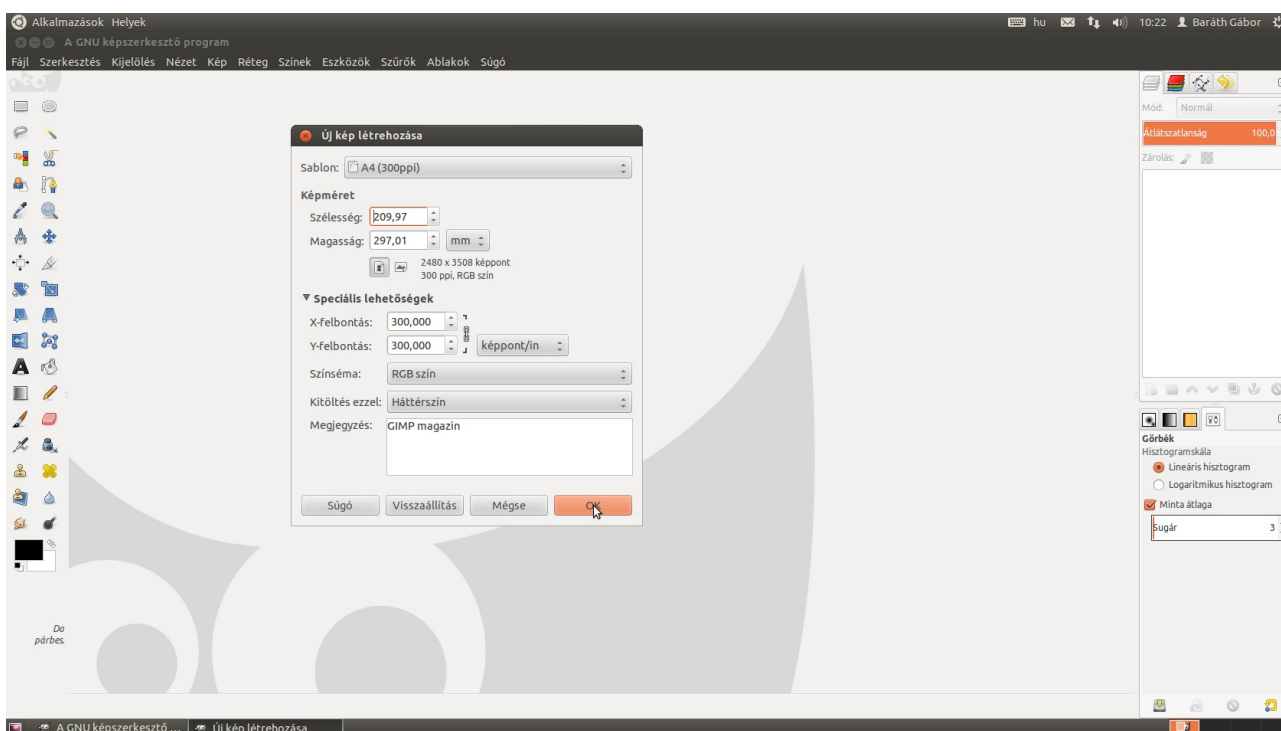 Alkalmazások Helyek
hu
10:22 Baráth Gábor
A GNU képszerkesztő program
Fájl Szerkesztés Kijelölés Nézet Kép Réteg Színek Eszközök Szűrők Ablakok Súgó
Mód: Normál
Átlátszatlanság 100,0
Zárolás:
Új kép létrehozása
Sablon: A4 (300ppi)
Képméret
Szélesség: 209,97
Magasság: 297,01 mm
2480 x 3508 képpont
300 ppi, RGB szín
Speciális lehetőségek
X-felbontás: 300,000
Y-felbontás: 300,000 képpont/in
Színséma: RGB szín
Kitöltés ezzel: Háttérszín
Megjegyzés: GIMP magazin
Súgó Visszaállítás Mégse OK
Görbék
Hisztogramskála
Lineáris hisztogram
Logaritmikus hisztogram
Minta átlaga
Sugár 3
Do
párbes.
A GNU képszerkesztő ... Új kép létrehozása